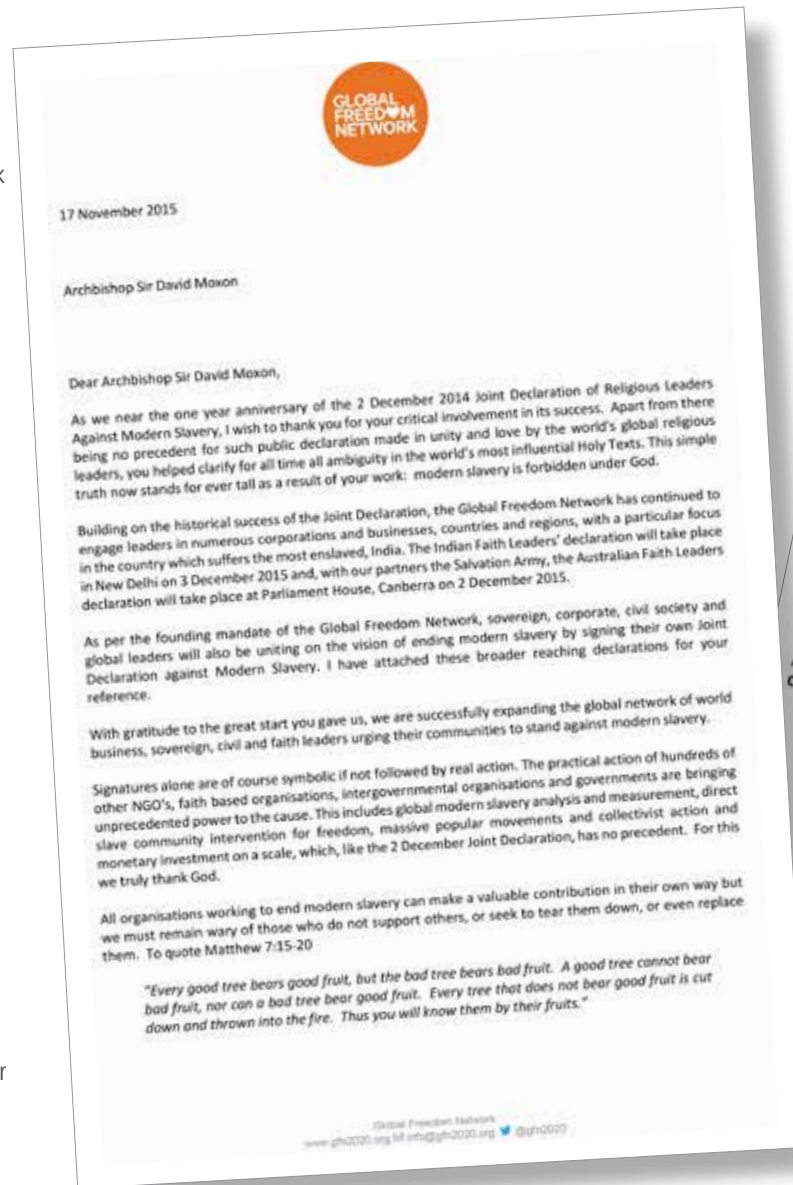 GLOBAL
FREEDOM
NETWORK
17 November 2015
Archbishop Sir David Moxon
Dear Archbishop Sir David Moxon,
As we near the one year anniversary of the 2 December 2014 Joint Declaration of Religious Leaders
Against Modern Slavery, I wish to thank you for your critical involvement in its success. Apart from there
being no precedent for such public declaration made in unity and love by the world's global religious
leaders, you helped clarify for all time all ambiguity in the world's most influential Holy Texts. This simple
truth now stands for ever tall as a result of your work: modern slavery is forbidden under God.
Building on the historical success of the Joint Declaration, the Global Freedom Network has continued to
engage leaders in numerous corporations and businesses, countries and regions, with a particular focus
in the country which suffers the most enslaved, India. The Indian Faith Leaders' declaration will take place
in New Delhi on 3 December 2015 and, with our partners the Salvation Army, the Australian Faith Leaders
declaration will take place at Parliament House, Canberra on 2 December 2015.
As per the founding mandate of the Global Freedom Network, sovereign, corporate, civil society and
global leaders will also be uniting on the vision of ending modern slavery by signing their own Joint
Declaration against Modern Slavery. I have attached these broader reaching declarations for your
reference.
With gratitude to the great start you gave us, we are successfully expanding the global network of world
business, sovereign, civil and faith leaders urging their communities to stand against modern slavery.
Signatures alone are of course symbolic if not followed by real action. The practical action of hundreds of
other NGO's, faith based organisations, intergovernmental organisations and governments are bringing
unprecedented power to the cause. This includes global modern slavery analysis and measurement, direct
slave community intervention for freedom, massive popular movements and collectivist action and
monetary investment on a scale, which, like the 2 December Joint Declaration, has no precedent. For this
we truly thank God.
All organisations working to end modern slavery can make a valuable contribution in their own way but
we must remain wary of those who do not support others, or seek to tear them down, or even replace
them. To quote Matthew 7:15-20
"Every good tree bears good fruit, but the bad tree bears bad fruit. A good tree cannot bear
bad fruit, nor can a bad tree bear good fruit. Every tree that does not bear good fruit is cut
down and thrown into the fire. Thus you will know them by their fruits."
Global Freedom Network
www.gfn2020.org info@gfn2020.org @gfn2020